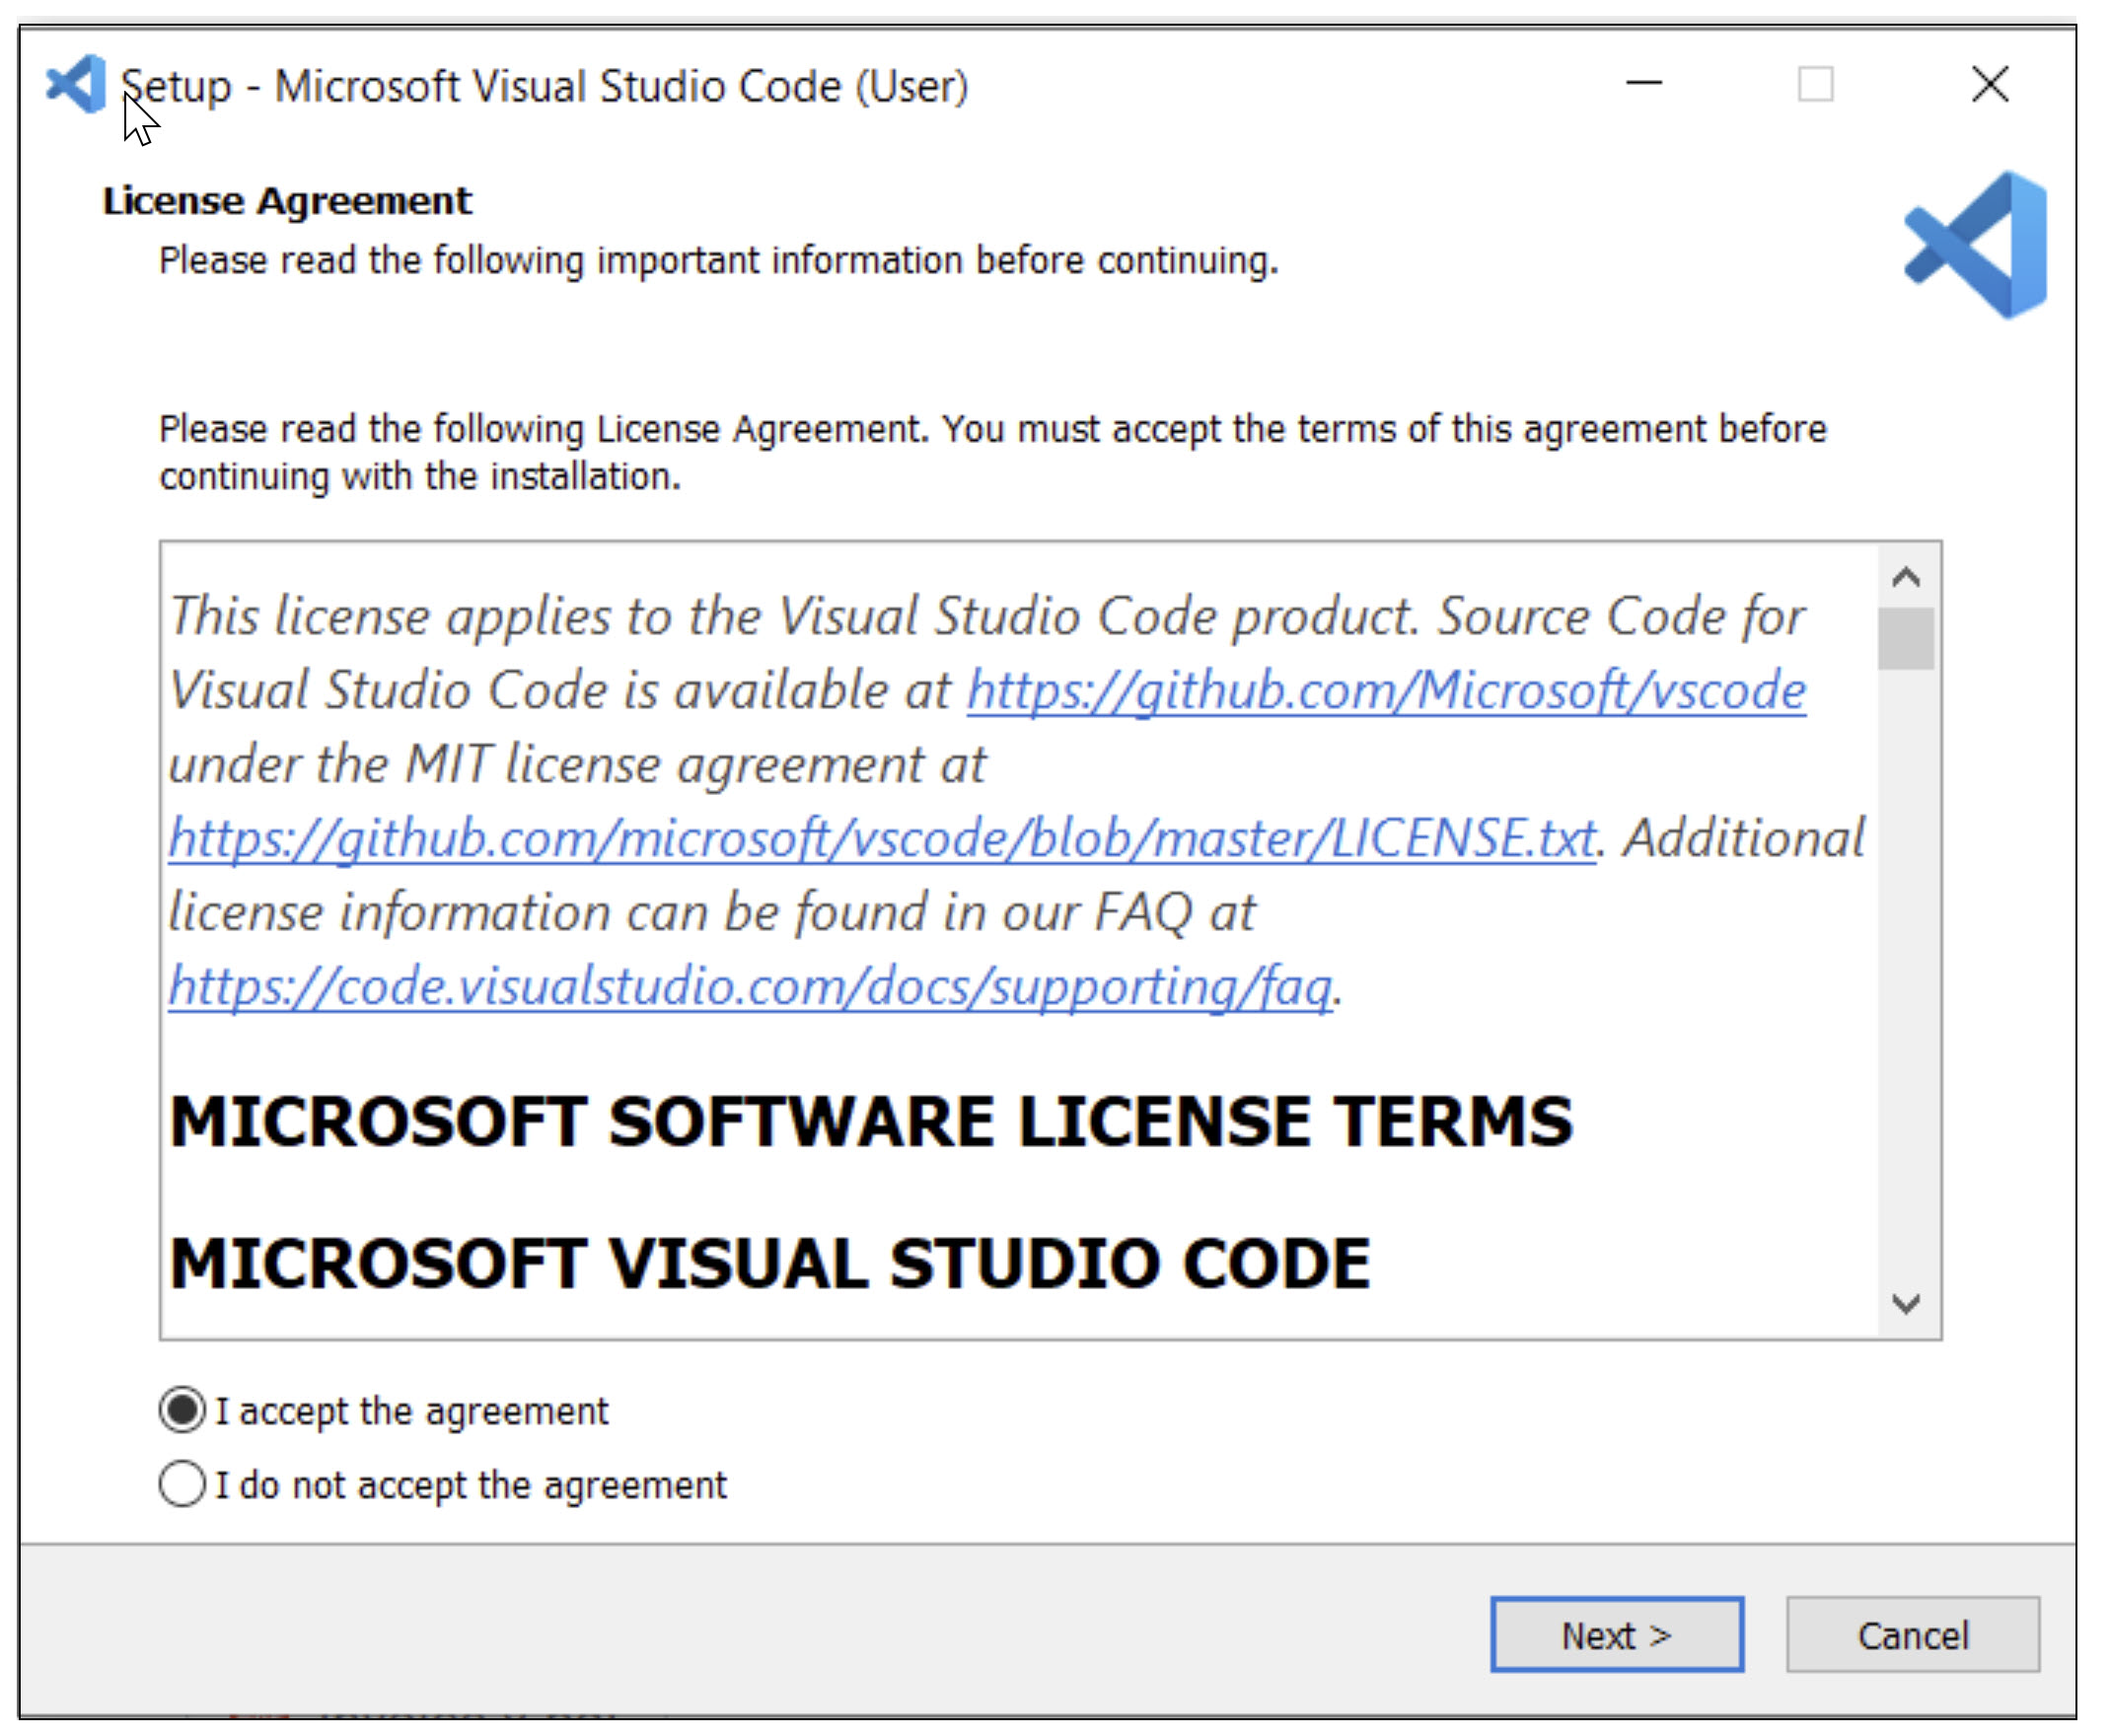 Setup - Microsoft Visual Studio Code (User)
License Agreement
Please read the following important information before continuing.
Please read the following License Agreement. You must accept the terms of this agreement before
continuing with the installation.
This license applies to the Visual Studio Code product. Source Code for
Visual Studio Code is available at https://github.com/Microsoft/vscode
under the MIT license agreement at
https://github.com/microsoft/vscode/blob/master/LICENSE.txt. Additional
license information can be found in our FAQ at
https://code.visualstudio.com/docs/supporting/faq.
MICROSOFT SOFTWARE LICENSE TERMS
MICROSOFT VISUAL STUDIO CODE
I accept the agreement
I do not accept the agreement
Next >
Cancel